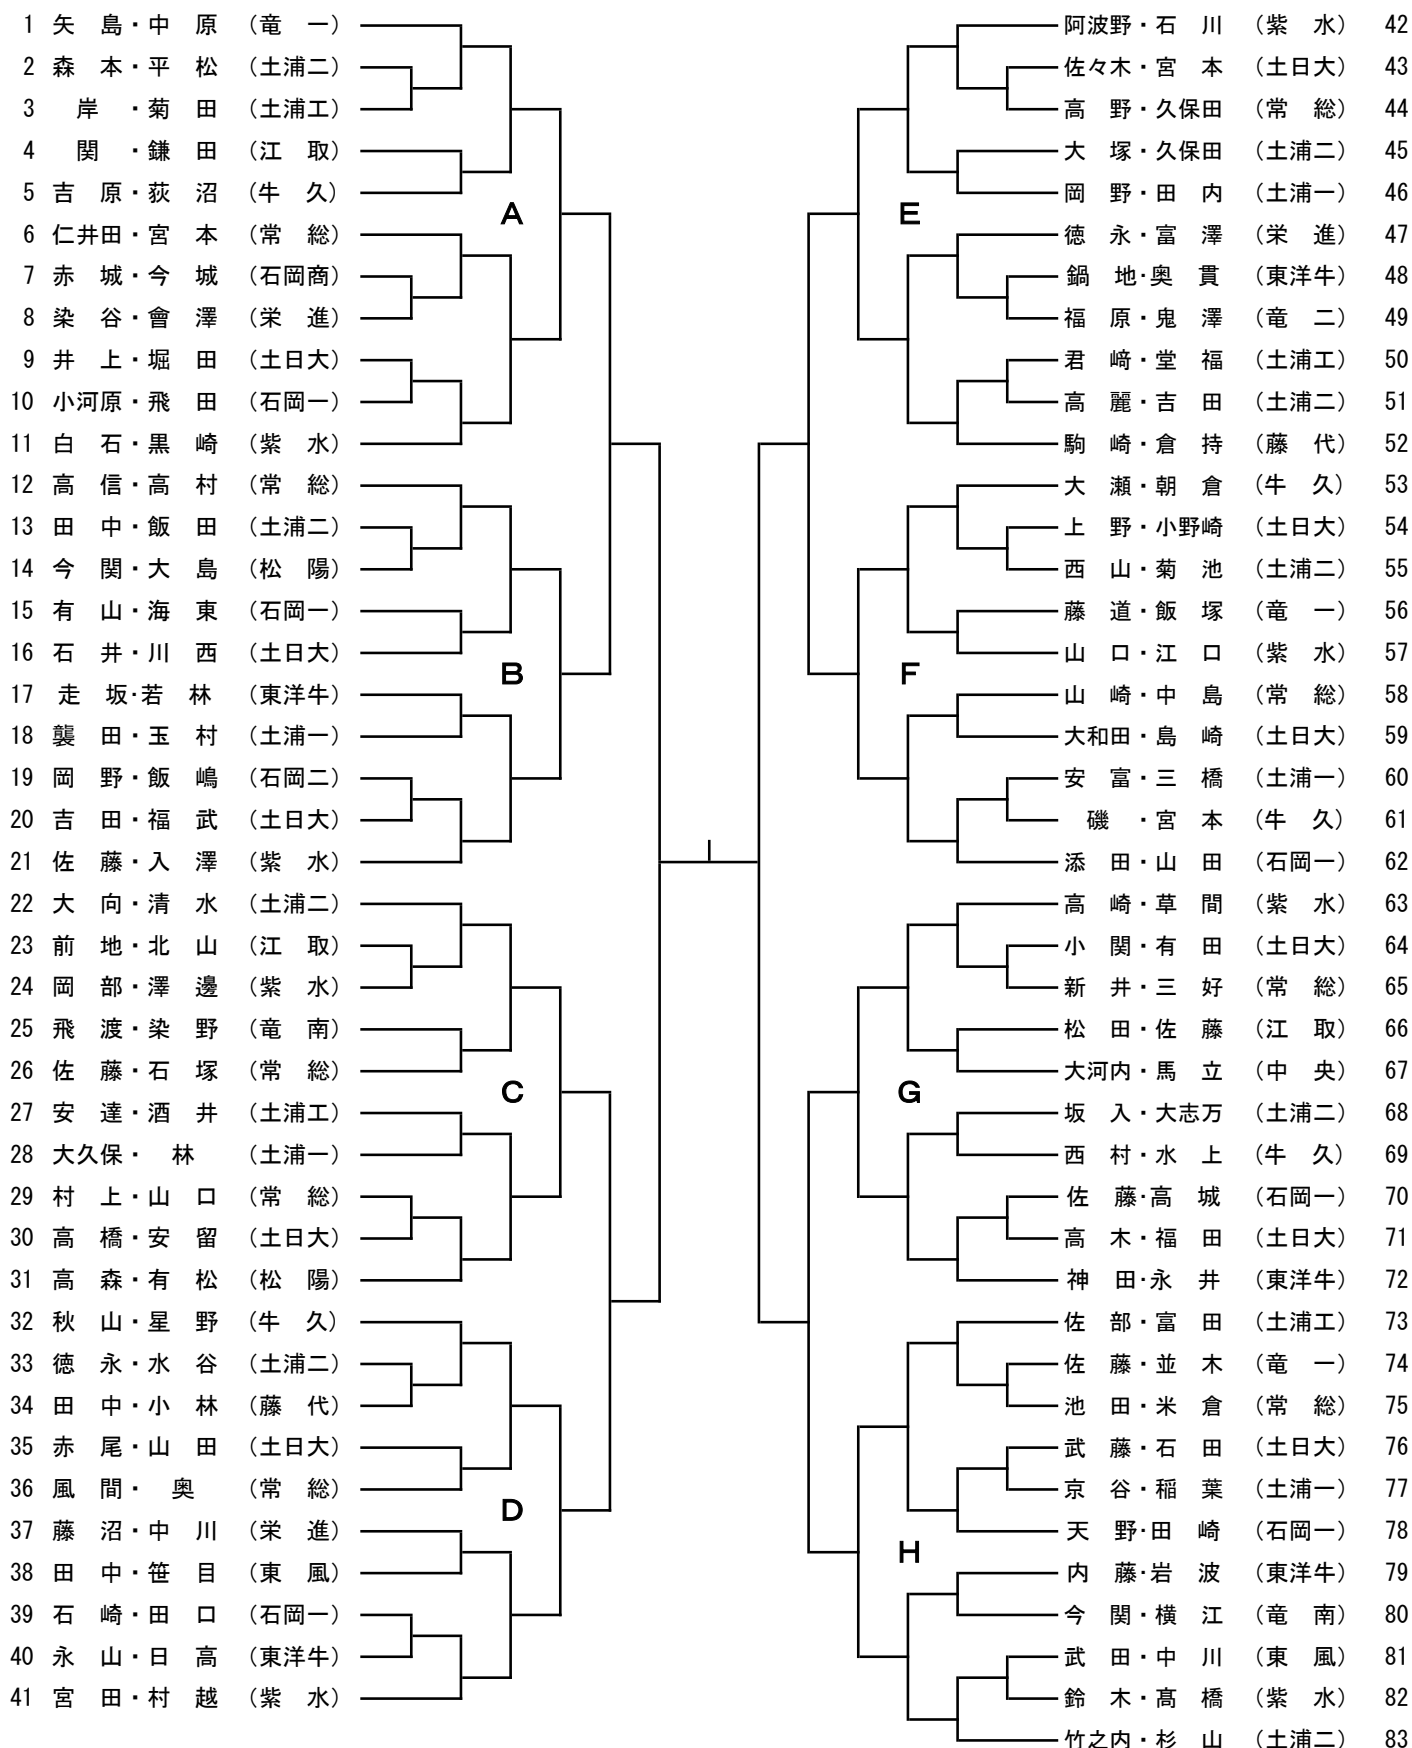 1 矢 島・中 原 （竜 一）
2 森 本・平 松 （土浦二）
3 岸 ・菊 田 （土浦工）
4 関 ・鎌 田 （江 取）
5 吉 原・荻 沼 （牛 久）
A
6 仁井田・宮 本 （常 総）
7 赤 城・今 城 （石岡商）
8 染 谷・會 澤 （栄 進）
9 井 上・堀 田 （土日大）
10 小河原・飛 田 （石岡一）
11 白 石・黒 崎 （紫 水）
12 高 信・高 村 （常 総）
13 田 中・飯 田 （土浦二）
14 今 関・大 島 （松 陽）
15 有 山・海 東 （石岡一）
16 石 井・川 西 （土日大）
B
17 走 坂･若 林 （東洋牛）
18 襲 田・玉 村 （土浦一）
19 岡 野・飯 嶋 （石岡二）
20 吉 田・福 武 （土日大）
21 佐 藤・入 澤 （紫 水）
22 大 向・清 水 （土浦二）
23 前 地・北 山 （江 取）
24 岡 部・澤 邊 （紫 水）
25 飛 渡・染 野 （竜 南）
26 佐 藤・石 塚 （常 総）
C
27 安 達・酒 井 （土浦工）
28 大久保・ 林 （土浦一）
29 村 上・山 口 （常 総）
30 高 橋・安 留 （土日大）
31 高 森・有 松 （松 陽）
32 秋 山・星 野 （牛 久）
33 徳 永・水 谷 （土浦二）
34 田 中・小 林 （藤 代）
35 赤 尾・山 田 （土日大）
36 風 間・ 奥 （常 総）
D
37 藤 沼・中 川 （栄 進）
38 田 中・笹 目 （東 風）
39 石 崎・田 口 （石岡一）
40 永 山・日 高 （東洋牛）
41 宮 田・村 越 （紫 水）
阿波野・石 川 （紫 水） 42
佐々木・宮 本 （土日大） 43
高 野・久保田 （常 総） 44
大 塚・久保田 （土浦二） 45
岡 野・田 内 （土浦一） 46
E
徳 永・富 澤 （栄 進） 47
鍋 地･奥 貫 （東洋牛） 48
福 原・鬼 澤 （竜 二） 49
君 﨑・堂 福 （土浦工） 50
高 麗・吉 田 （土浦二） 51
駒 崎・倉 持 （藤 代） 52
大 瀬・朝 倉 （牛 久） 53
上 野・小野崎 （土日大） 54
西 山・菊 池 （土浦二） 55
藤 道・飯 塚 （竜 一） 56
山 口・江 口 （紫 水） 57
F
山 崎・中 島 （常 総） 58
大和田・島 崎 （土日大） 59
安 富・三 橋 （土浦一） 60
磯 ・宮 本 （牛 久） 61
添 田・山 田 （石岡一） 62
高 崎・草 間 （紫 水） 63
小 関・有 田 （土日大） 64
新 井・三 好 （常 総） 65
松 田・佐 藤 （江 取） 66
大河内・馬 立 （中 央） 67
G
坂 入・大志万 （土浦二） 68
西 村・水 上 （牛 久） 69
佐 藤･高 城 （石岡一） 70
高 木・福 田 （土日大） 71
神 田･永 井 （東洋牛） 72
佐 部・富 田 （土浦工） 73
佐 藤・並 木 （竜 一） 74
池 田・米 倉 （常 総） 75
武 藤・石 田 （土日大） 76
京 谷・稲 葉 （土浦一） 77
天 野･田 崎 （石岡一） 78
H
内 藤･岩 波 （東洋牛） 79
今 関・横 江 （竜 南） 80
武 田・中 川 （東 風） 81
鈴 木・髙 橋 （紫 水） 82
竹之内・杉 山 （土浦二） 83